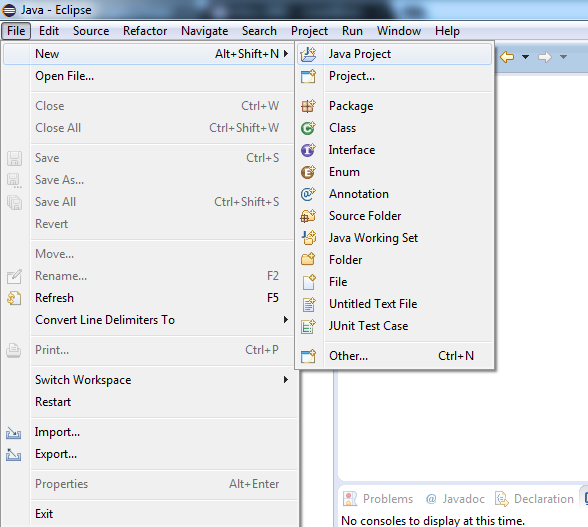 Java - Eclipse
File Edit Source Refactor Navigate Search Project Run Window Help
New Alt+Shift+N
Open File...
Close Ctrl+W
Close All Ctrl+Shift+W
Save Ctrl+S
Save As...
Save All Ctrl+Shift+S
Revert
Move...
Rename... F2
Refresh F5
Convert Line Delimiters To
Print... Ctrl+P
Switch Workspace
Restart
Import...
Export...
Properties Alt+Enter
Exit
Java Project
Project...
Package
Class
Interface
Enum
Annotation
Source Folder
Java Working Set
Folder
File
Untitled Text File
JUnit Test Case
Other... Ctrl+N
Problems @ Javadoc Declaration
No consoles to display at this time.